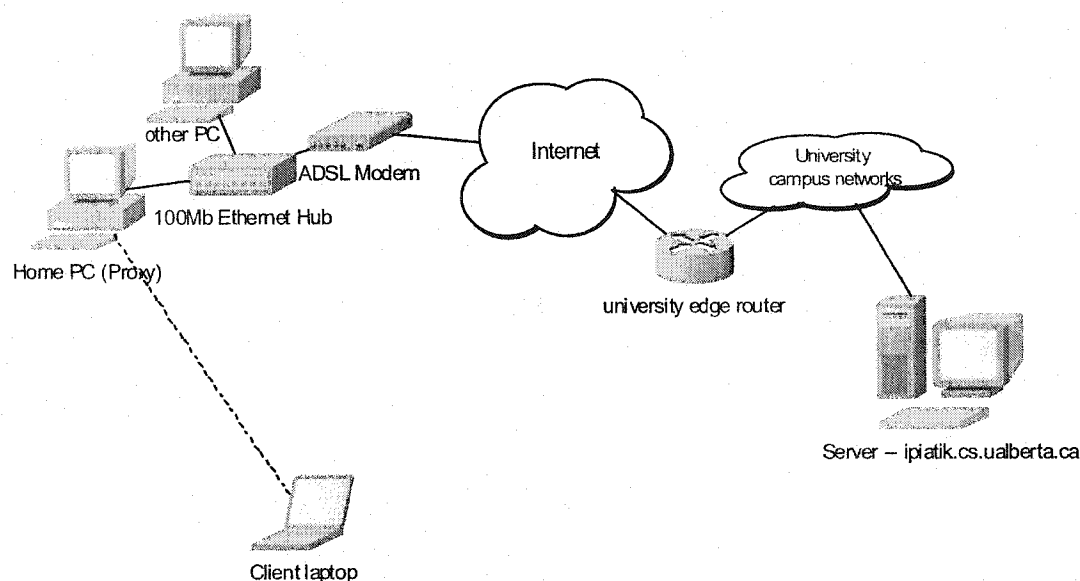 other PC
ADSL Modem
Internet
University
campus networks
100Mb Ethernet Hub
Home PC (Proxy)
university edge router
Server – ipiatik.cs.ualberta.ca
Client laptop